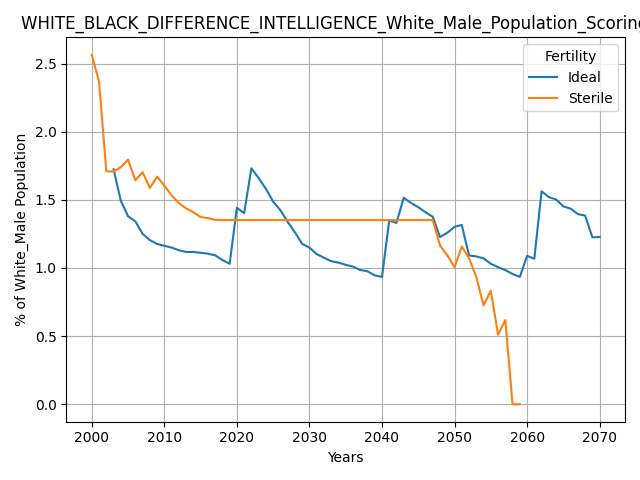 WHITE_BLACK_DIFFERENCE_INTELLIGENCE_White_Male_Population_Scoring
Fertility
Ideal
Sterile
2.5
2.0
1.5
1.0
0.5
0.0
% of White_Male Population
2000 2010 2020 2030 2040 2050 2060 2070
Years